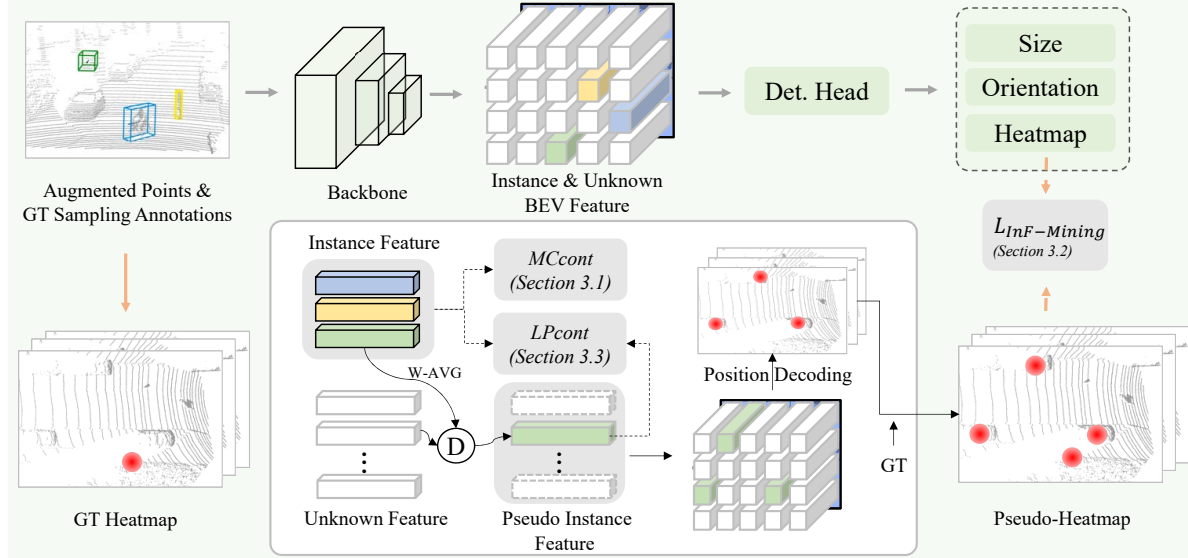 Augmented Points &
GT Sampling Annotations
Backbone
Instance & Unknown
BEV Feature
Det. Head
Size
Orientation
Heatmap
L_{InF-Mining}
(Section 3.2)
Instance Feature
MCcont
(Section 3.1)
LPcont
(Section 3.3)
W-AVG
D
Unknown Feature
Pseudo Instance
Feature
Position Decoding
GT
GT Heatmap
Pseudo-Heatmap